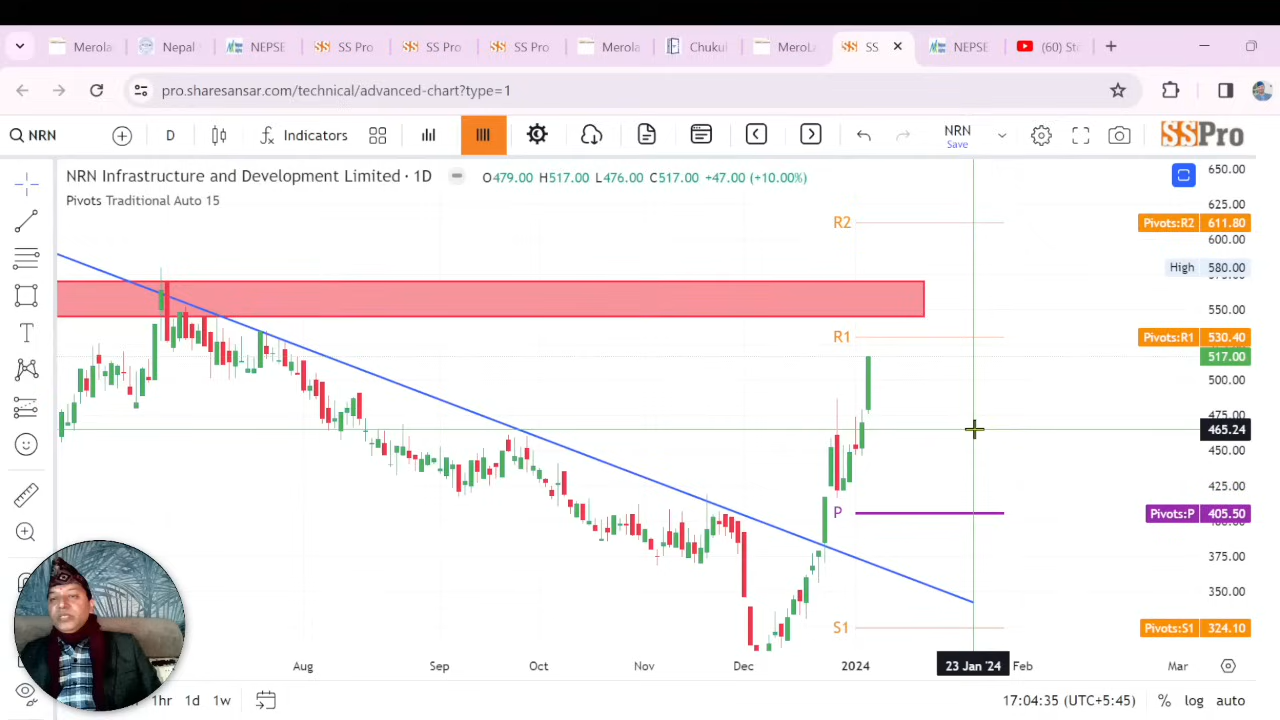 Merola
Nepal
NEPSE
SS Pro
SS Pro
SS Pro
Merola
Chukul
MeroL
SS
NEPSE
(60) St
pro.sharesansar.com/technical/advanced-chart?type=1
NRN
D
Indicators
NRN
Save
SSPro
NRN Infrastructure and Development Limited · 1D
O479.00 H517.00 L476.00 C517.00 +47.00 (+10.00%)
Pivots Traditional Auto 15
650.00
625.00
R2
Pivots:R2 611.80
600.00
High 580.00
550.00
R1
Pivots:R1 530.40
517.00
500.00
475.00
465.24
450.00
425.00
P
Pivots:P 405.50
400.00
375.00
350.00
S1
Pivots:S1 324.10
Aug
Sep
Oct
Nov
Dec
2024
23 Jan '24
Feb
Mar
1hr
1d
1w
17:04:35 (UTC+5:45)
%
log
auto